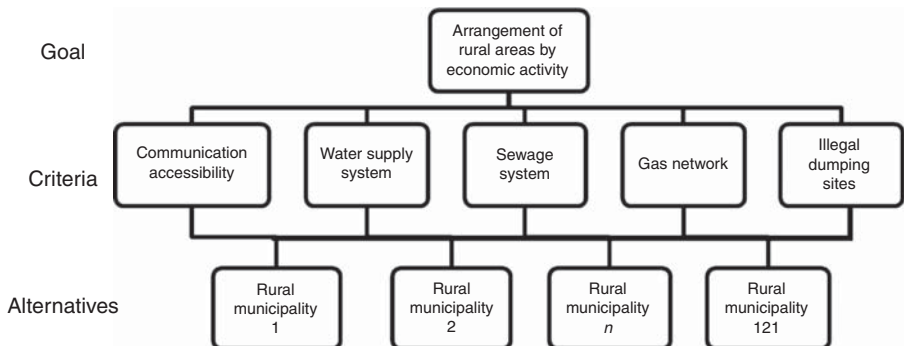 Goal
Arrangement of
rural areas by
economic activity
Criteria
Communication
accessibility
Water supply
system
Sewage
system
Gas network
Illegal
dumping
sites
Alternatives
Rural
municipality
1
Rural
municipality
2
Rural
municipality
n
Rural
municipality
121